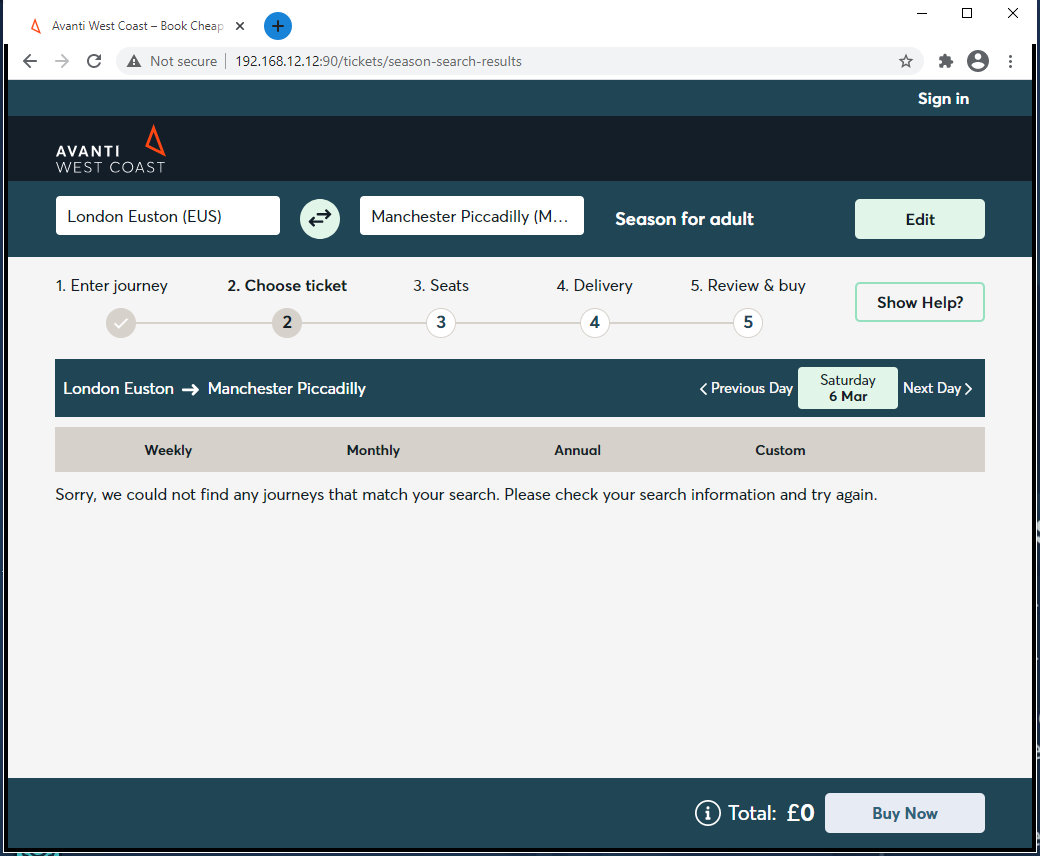 Avanti West Coast – Book Cheap
Not secure | 192.168.12.12:90/tickets/season-search-results
Sign in
AVANTI
WEST COAST
London Euston (EUS)
Manchester Piccadilly (M...
Season for adult
Edit
1. Enter journey
2. Choose ticket
3. Seats
4. Delivery
5. Review & buy
2
3
4
5
Show Help?
London Euston → Manchester Piccadilly
Previous Day
Saturday
6 Mar
Next Day
Weekly
Monthly
Annual
Custom
Sorry, we could not find any journeys that match your search. Please check your search information and try again.
Total: £0
Buy Now